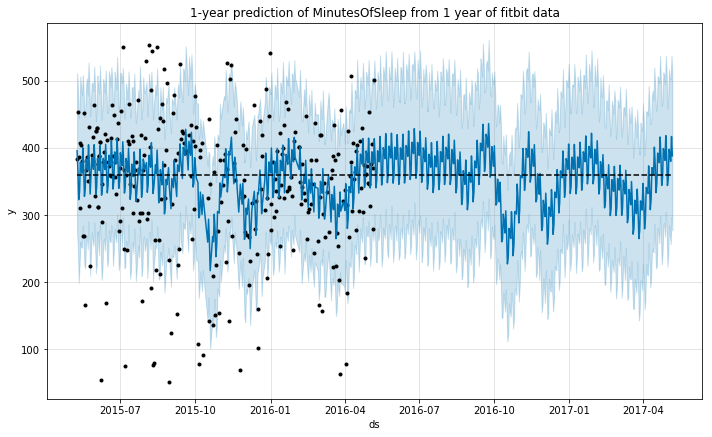 1-year prediction of MinutesOfSleep from 1 year of fitbit data
y
500
400
300
200
100
2015-07 2015-10 2016-01 2016-04 2016-07 2016-10 2017-01 2017-04
ds